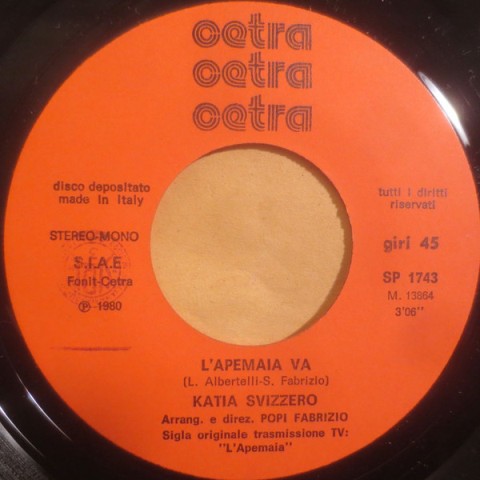 cetra
cetra
cetra
disco depositato
made in Italy
STEREO-MONO
S.I.A.E
Fonit-Cetra
℗-1980
tutti i diritti
riservati
giri 45
SP 1743
M. 13864
3'06''
L'APEMAIA VA
(L. Albertelli-S. Fabrizio)
KATIA SVIZZERO
Arrang. e direz. POPI FABRIZIO
Sigla originale trasmissione TV:
"L'Apemaia"